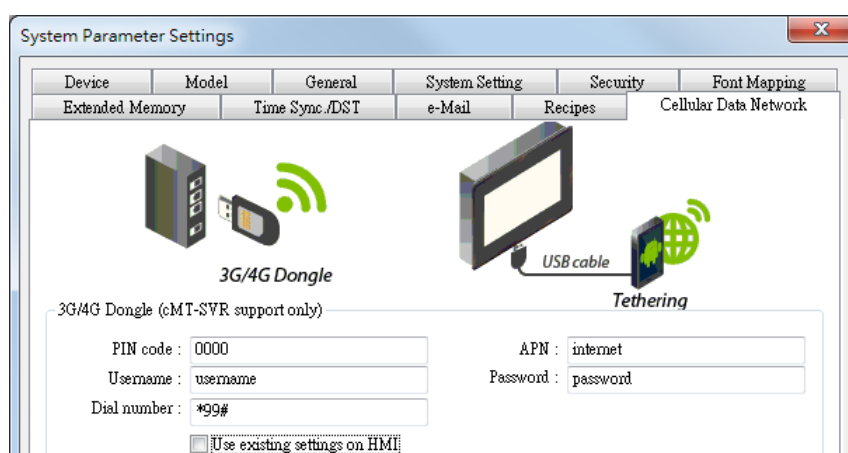 System Parameter Settings
Device Model General System Setting Security Font Mapping
Extended Memory Time Sync./DST e-Mail Recipes Cellular Data Network
3G/4G Dongle
USB cable
Tethering
3G/4G Dongle (cMT-SVR support only)
PIN code : 0000 APN : internet
Username : username Password : password
Dial number : *99#
Use existing settings on HMI